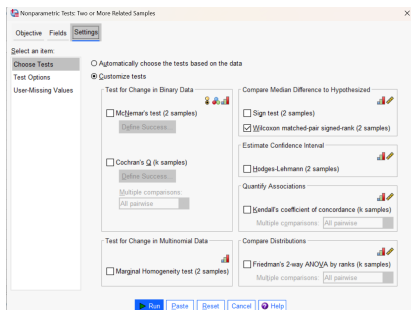 Nonparametric Tests: Two or More Related Samples
Objective Fields Settings
Select an item:
Choose Tests
Test Options
User-Missing Values
Automatically choose the tests based on the data
Customize tests
Test for Change in Binary Data
McNemar's test (2 samples)
Define Success...
Cochran's Q (k samples)
Define Success...
Multiple comparisons:
All pairwise
Test for Change in Multinomial Data
Marginal Homogeneity test (2 samples)
Compare Median Difference to Hypothesized
Sign test (2 samples)
Wilcoxon matched-pair signed-rank (2 samples)
Estimate Confidence Interval
Hodges-Lehmann (2 samples)
Quantify Associations
Kendall's coefficient of concordance (k samples)
Multiple comparisons: All pairwise
Compare Distributions
Friedman's 2-way ANOVA by ranks (k samples)
Multiple comparisons: All pairwise
Run Paste Reset Cancel Help